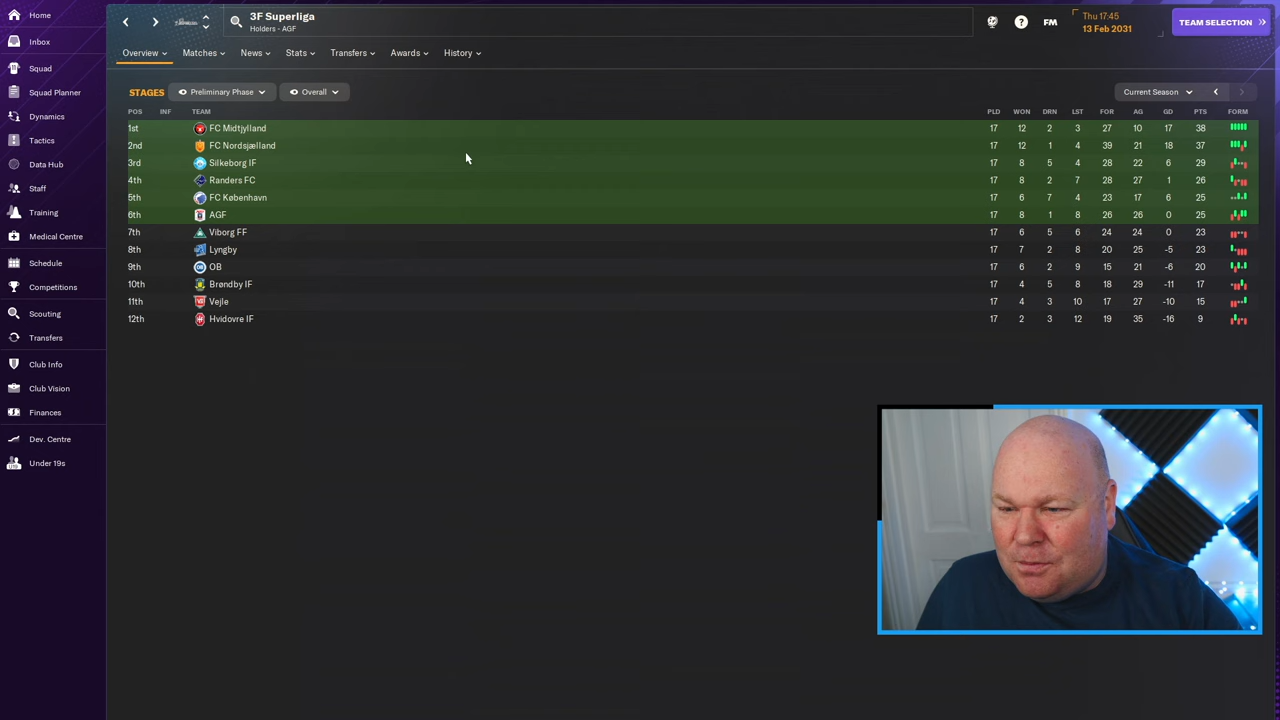 Home
3F Superliga
Holders - AGF
FM
Thu 17:45
13 Feb 2031
TEAM SELECTION
Inbox
Overview Matches News Stats Transfers Awards History
Squad
Squad Planner
Dynamics
Tactics
Data Hub
Staff
Training
Medical Centre
Schedule
Competitions
Scouting
Transfers
Club Info
Club Vision
Finances
Dev. Centre
Under 19s
STAGES Preliminary Phase Overall Current Season
POS INF TEAM PLD WON DRN LST FOR AG GD PTS FORM
1st FC Midtjylland 17 12 2 3 27 10 17 38
2nd FC Nordsjælland 17 12 1 4 39 21 18 37
3rd Silkeborg IF 17 8 5 4 28 22 6 29
4th Randers FC 17 8 2 7 28 27 1 26
5th FC København 17 6 7 4 23 17 6 25
6th AGF 17 8 1 8 26 26 0 25
7th Viborg FF 17 6 5 6 24 24 0 23
8th Lyngby 17 7 2 8 20 25 -5 23
9th OB 17 6 2 9 15 21 -6 20
10th Brøndby IF 17 4 5 8 18 29 -11 17
11th Vejle 17 4 3 10 17 27 -10 15
12th Hvidovre IF 17 2 3 12 19 35 -16 9